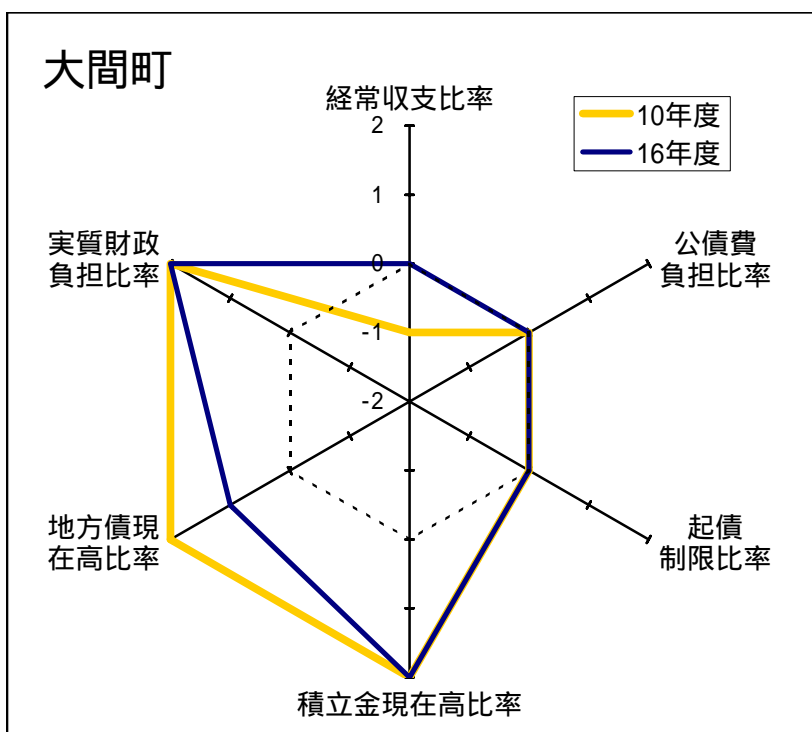 大間町
経常収支比率
10年度
16年度
2
1
0
-1
-2
実質財政
負担比率
公債費
負担比率
地方債現
在高比率
起債
制限比率
積立金現在高比率